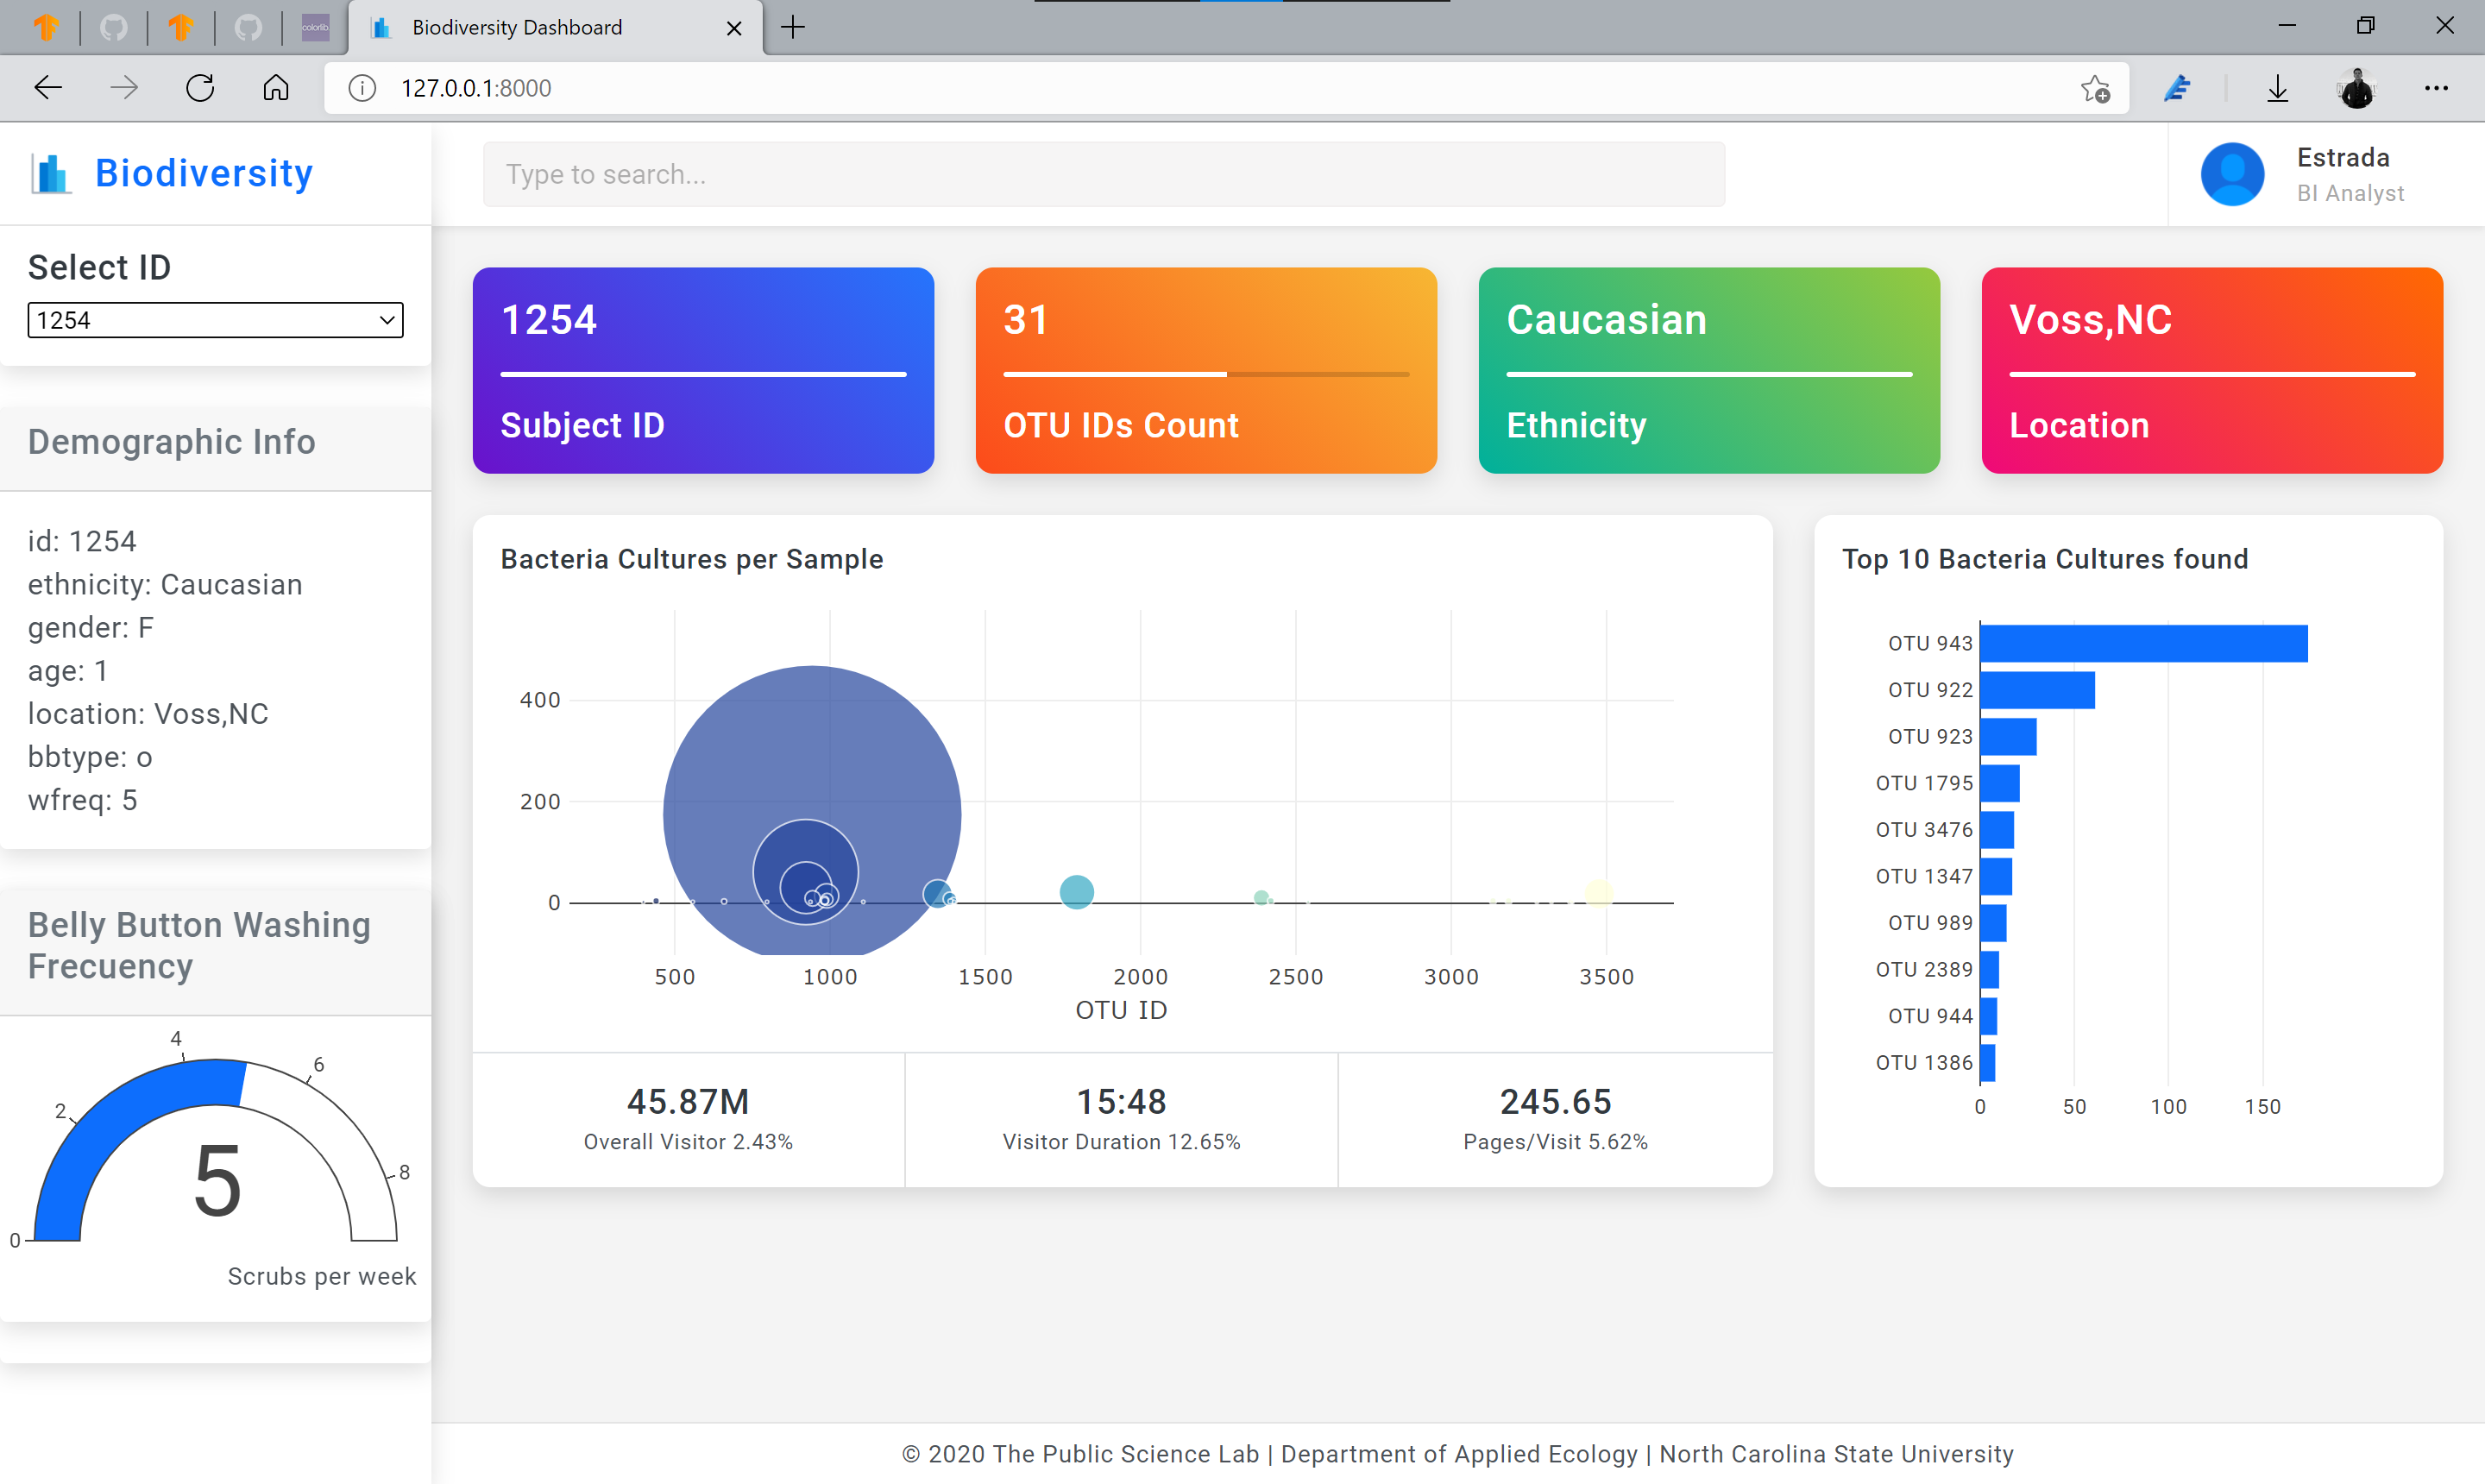 colorlib
Biodiversity Dashboard
127.0.0.1:8000
Biodiversity
Type to search...
Estrada
BI Analyst
Select ID
1254
Demographic Info
id: 1254
ethnicity: Caucasian
gender: F
age: 1
location: Voss,NC
bbtype: o
wfreq: 5
Belly Button Washing
Frecuency
0
2
4
6
8
5
Scrubs per week
1254
Subject ID
31
OTU IDs Count
Caucasian
Ethnicity
Voss,NC
Location
Bacteria Cultures per Sample
400
200
0
500 1000 1500 2000 2500 3000 3500
OTU ID
45.87M
Overall Visitor 2.43%
15:48
Visitor Duration 12.65%
245.65
Pages/Visit 5.62%
Top 10 Bacteria Cultures found
OTU 943
OTU 922
OTU 923
OTU 1795
OTU 3476
OTU 1347
OTU 989
OTU 2389
OTU 944
OTU 1386
0 50 100 150
© 2020 The Public Science Lab | Department of Applied Ecology | North Carolina State University